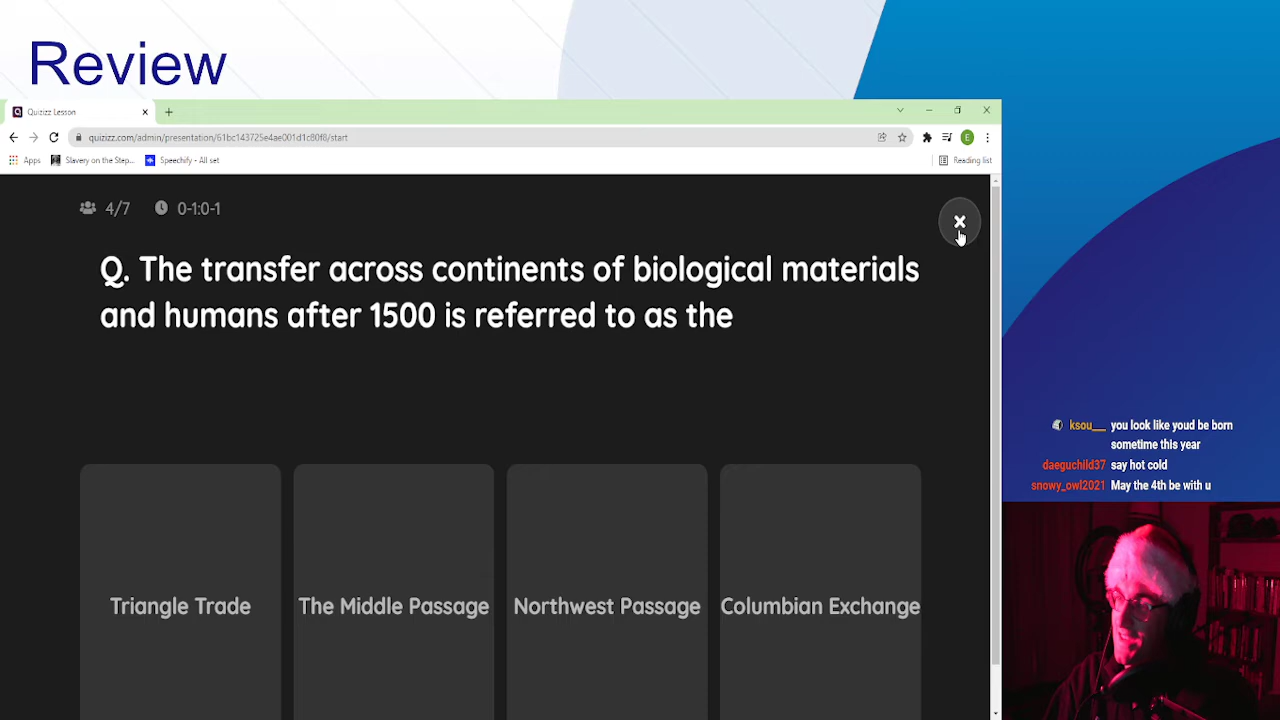 Review
Quizizz Lesson
quizizz.com/admin/presentation/61bc143725e4ae001d1c80f8/start
E
Apps
Slavery on the Step...
Speechify - All set
Reading list
4/7
0-1:0-1
Q. The transfer across continents of biological materials
and humans after 1500 is referred to as the
Triangle Trade
The Middle Passage
Northwest Passage
Columbian Exchange
ksou__ you look like youd be born
sometime this year
daeguchild37 say hot cold
snowy_owl2021 May the 4th be with u